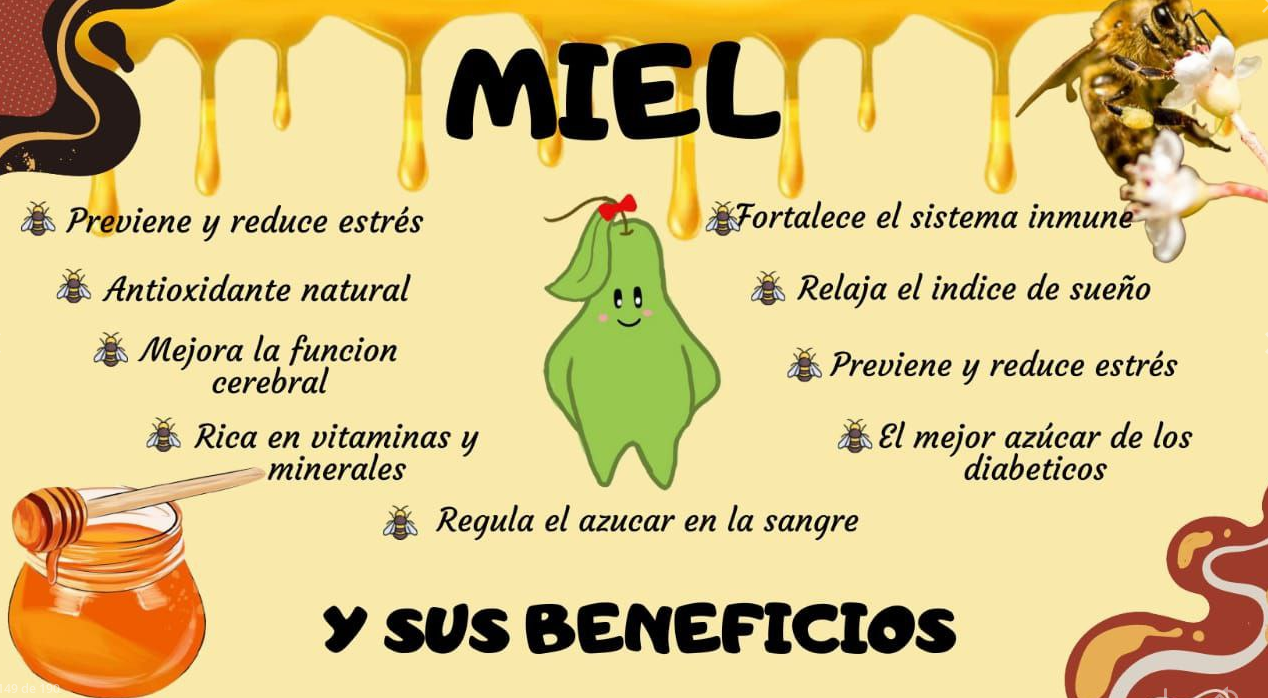 MIEL
Previene y reduce estrés
Antioxidante natural
Mejora la funcion
cerebral
Rica en vitaminas y
minerales
Fortalece el sistema inmune
Relaja el indice de sueño
Previene y reduce estrés
El mejor azúcar de los
diabeticos
Regula el azucar en la sangre
Y SUS BENEFICIOS
149 de 190